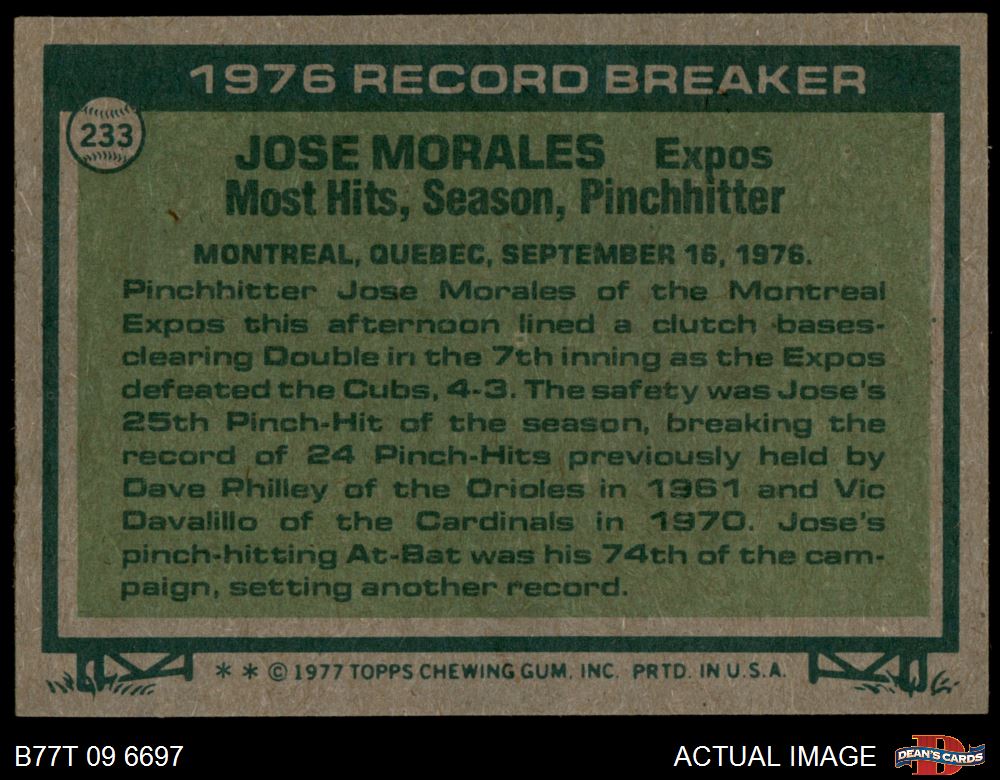 1976 RECORD BREAKER
233
JOSE MORALES Expos
Most Hits, Season, Pinchhitter
MONTREAL, QUEBEC, SEPTEMBER 16, 1976.
Pinchhitter Jose Morales of the Montreal
Expos this afternoon lined a clutch bases-
clearing Double in the 7th inning as the Expos
defeated the Cubs, 4-3. The safety was Jose's
25th Pinch-Hit of the season, breaking the
record of 24 Pinch-Hits previously held by
Dave Philley of the Orioles in 1961 and Vic
Davalillo of the Cardinals in 1970. Jose's
pinch-hitting At-Bat was his 74th of the cam-
paign, setting another record.
* * © 1977 TOPPS CHEWING GUM, INC. PRTD. IN U.S.A.
B77T 09 6697 ACTUAL IMAGE
D
DEAN'S CARDS